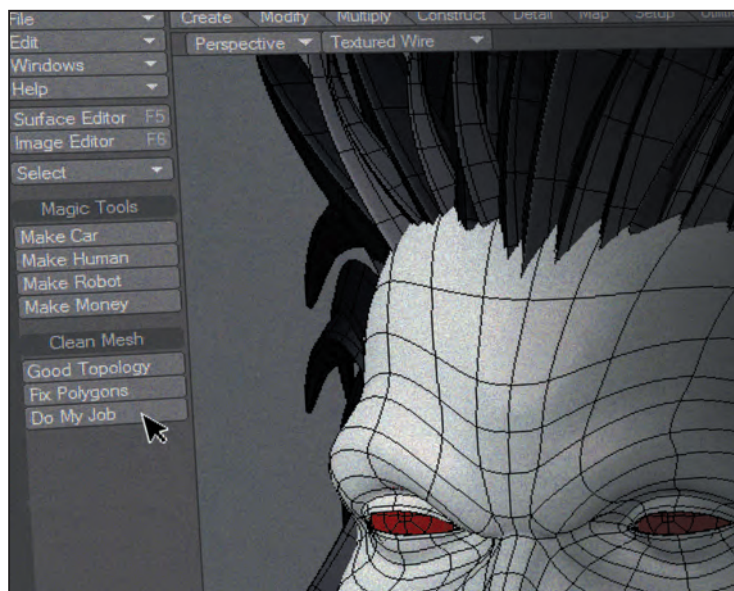 File
Create Modify Multiply Construct Detail Map Setup
Edit
Perspective Textured Wire
Windows
Help
Surface Editor F5
Image Editor F6
Select
Magic Tools
Make Car
Make Human
Make Robot
Make Money
Clean Mesh
Good Topology
Fix Polygons
Do My Job